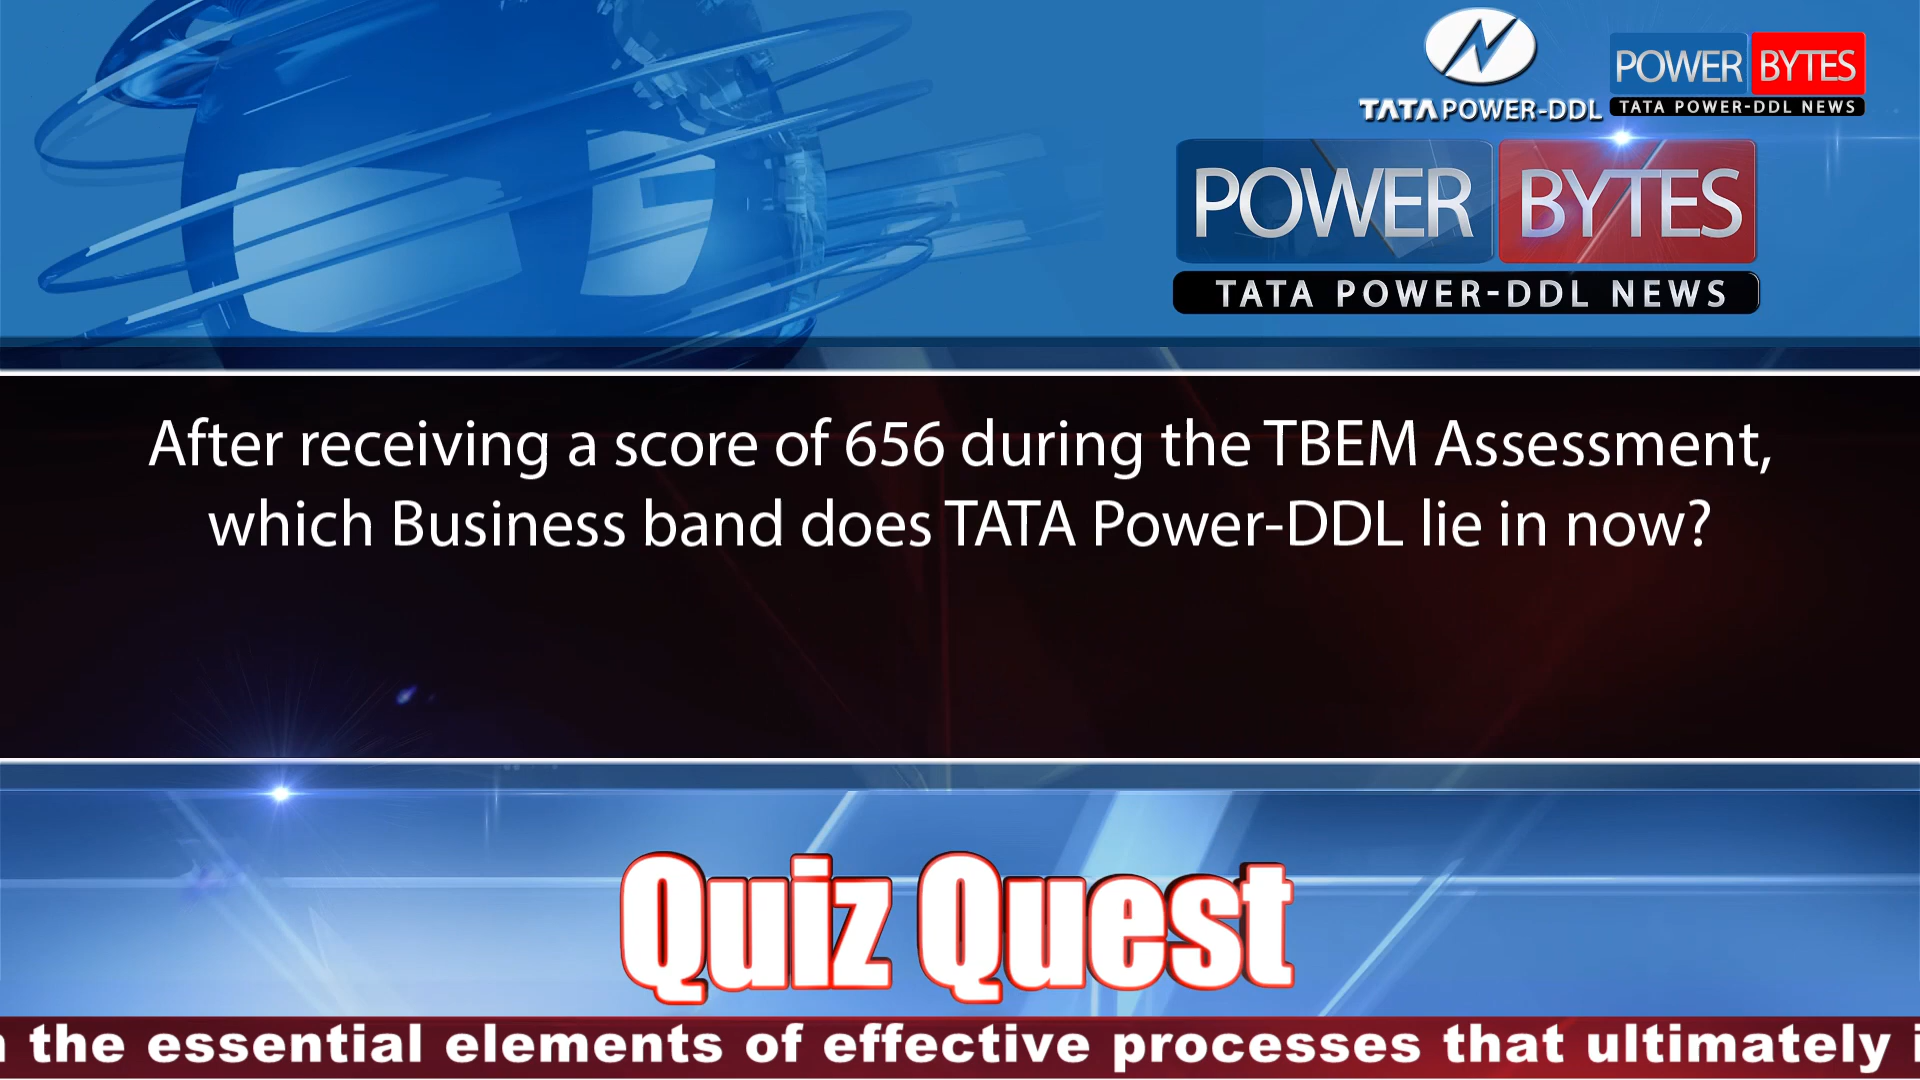 TATA POWER-DDL
POWER BYTES
TATA POWER-DDL NEWS
POWER BYTES
TATA POWER-DDL NEWS
After receiving a score of 656 during the TBEM Assessment,
which Business band does TATA Power-DDL lie in now?
Quiz Quest
the essential elements of effective processes that ultimately